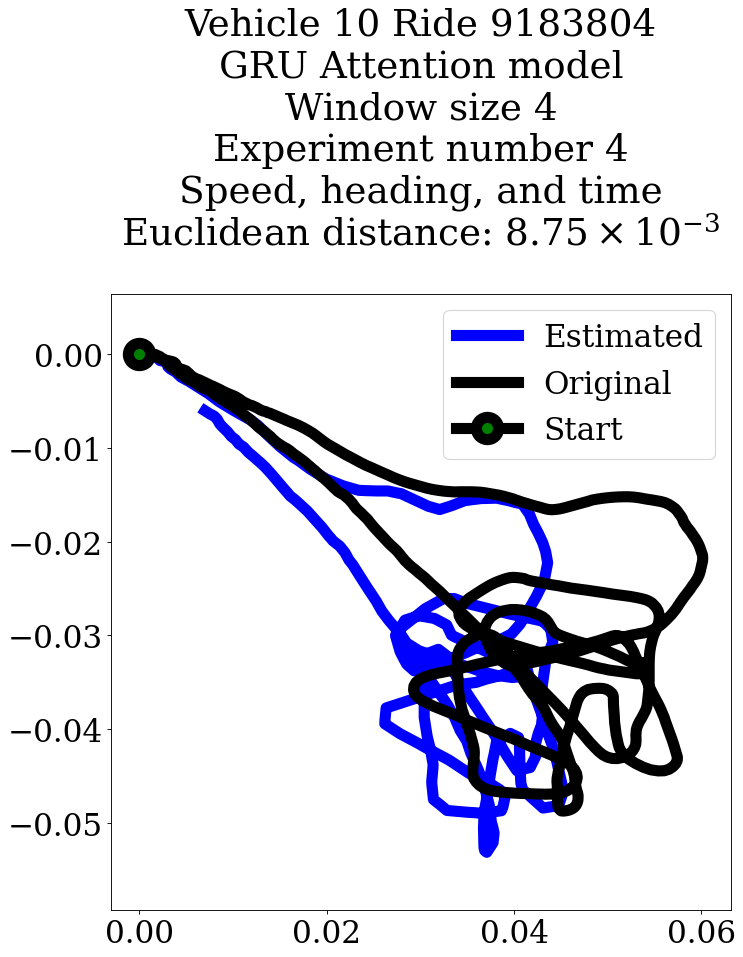 Vehicle 10 Ride 9183804
GRU Attention model
Window size 4
Experiment number 4
Speed, heading, and time
Euclidean distance: 8.75 × 10⁻³
Estimated
Original
Start
0.00
−0.01
−0.02
−0.03
−0.04
−0.05
0.00 0.02 0.04 0.06